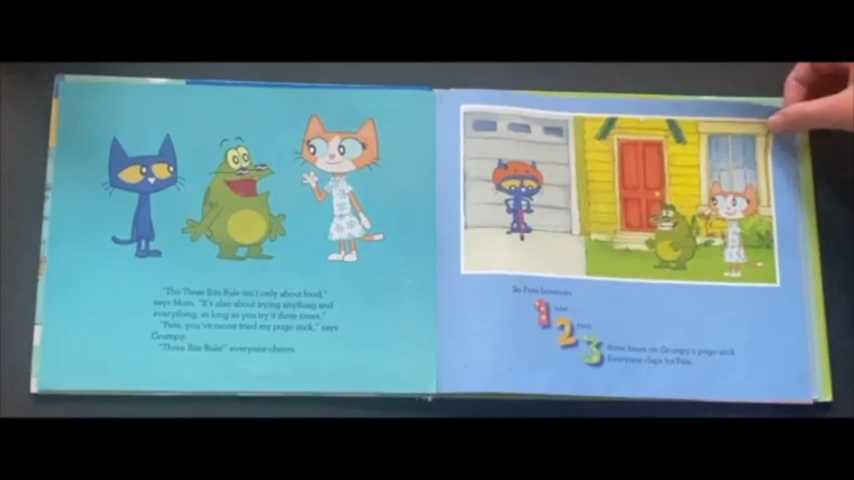 "The Three Bite Rule isn't only about food,"
says Mom. "It's also about trying anything and
everything, as long as you try it three times."
"Pete, you've never tried my pogo stick," says
Grumpy.
"Three Bite Rule!" everyone cheers.
So Pete bounces
1 one ...
2 two
3 three times on Grumpy's pogo stick.
Everyone claps for Pete.